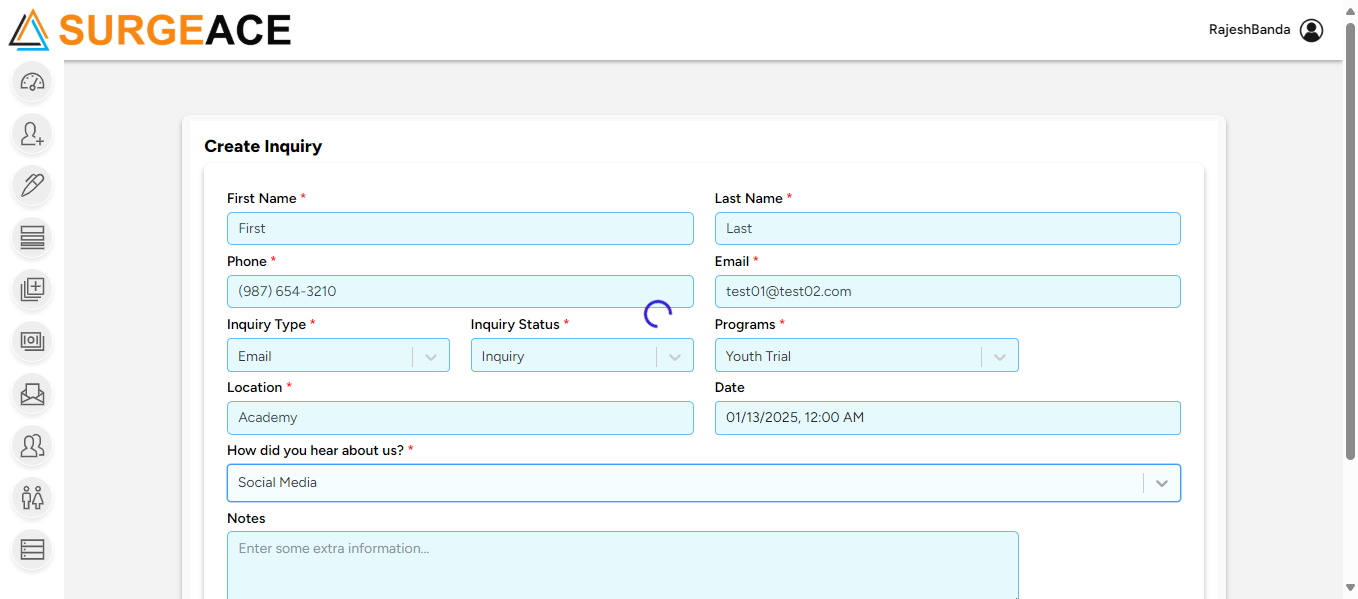 SURGEACE
RajeshBanda
Create Inquiry
First Name *
Last Name *
First
Last
Phone *
Email *
(987) 654-3210
test01@test02.com
Inquiry Type *
Inquiry Status *
Programs *
Email
Inquiry
Youth Trial
Location *
Date
Academy
01/13/2025, 12:00 AM
How did you hear about us? *
Social Media
Notes
Enter some extra information...